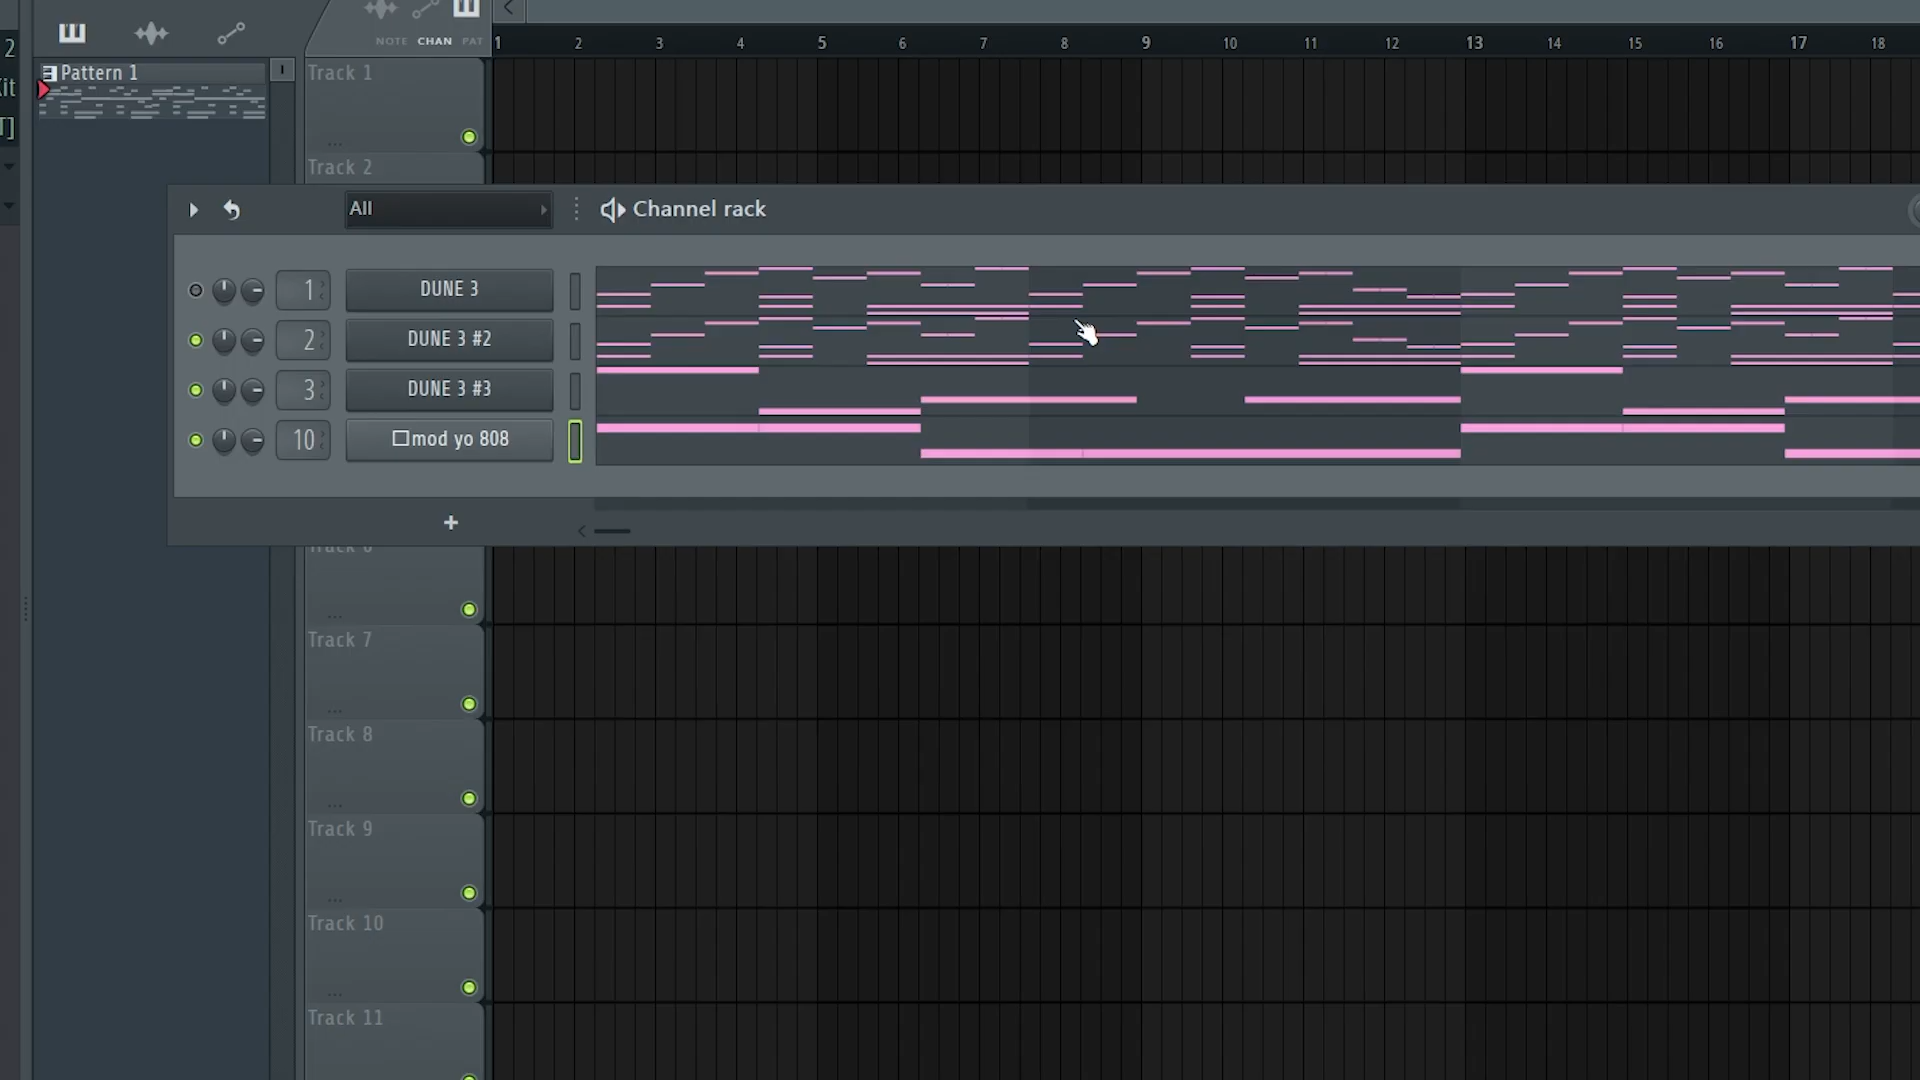 NOTE CHAN PAT
1 2 3 4 5 6 7 8 9 10 11 12 13 14 15 16 17 18
2
Pattern 1
Track 1
...
Track 2
All
Channel rack
1 DUNE 3
2 DUNE 3 #2
3 DUNE 3 #3
10 mod yo 808
+
...
Track 7
...
Track 8
...
Track 9
...
Track 10
...
Track 11